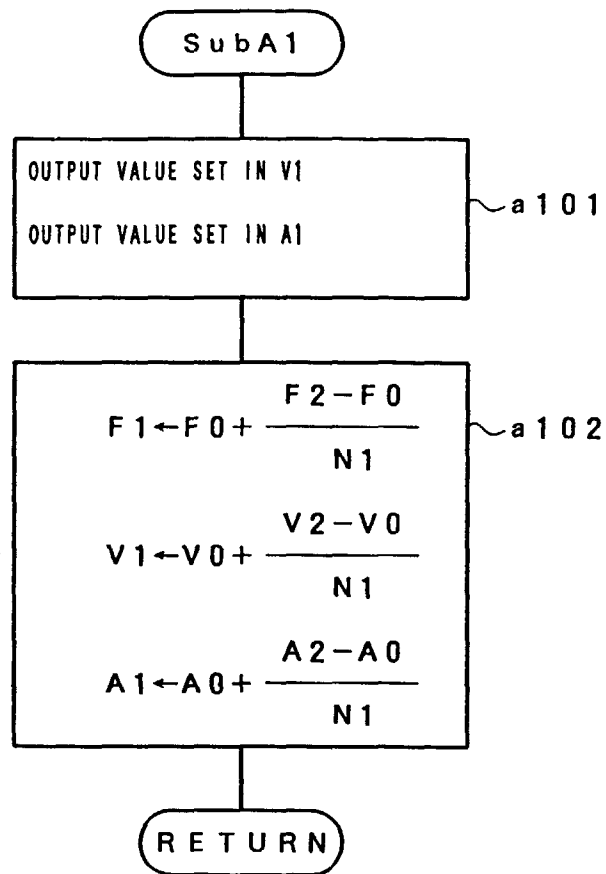 SubA1
OUTPUT VALUE SET IN V1
OUTPUT VALUE SET IN A1
a101
F1←F0+ F2−F0
N1
a102
V1←V0+ V2−V0
N1
A1←A0+ A2−A0
N1
RETURN